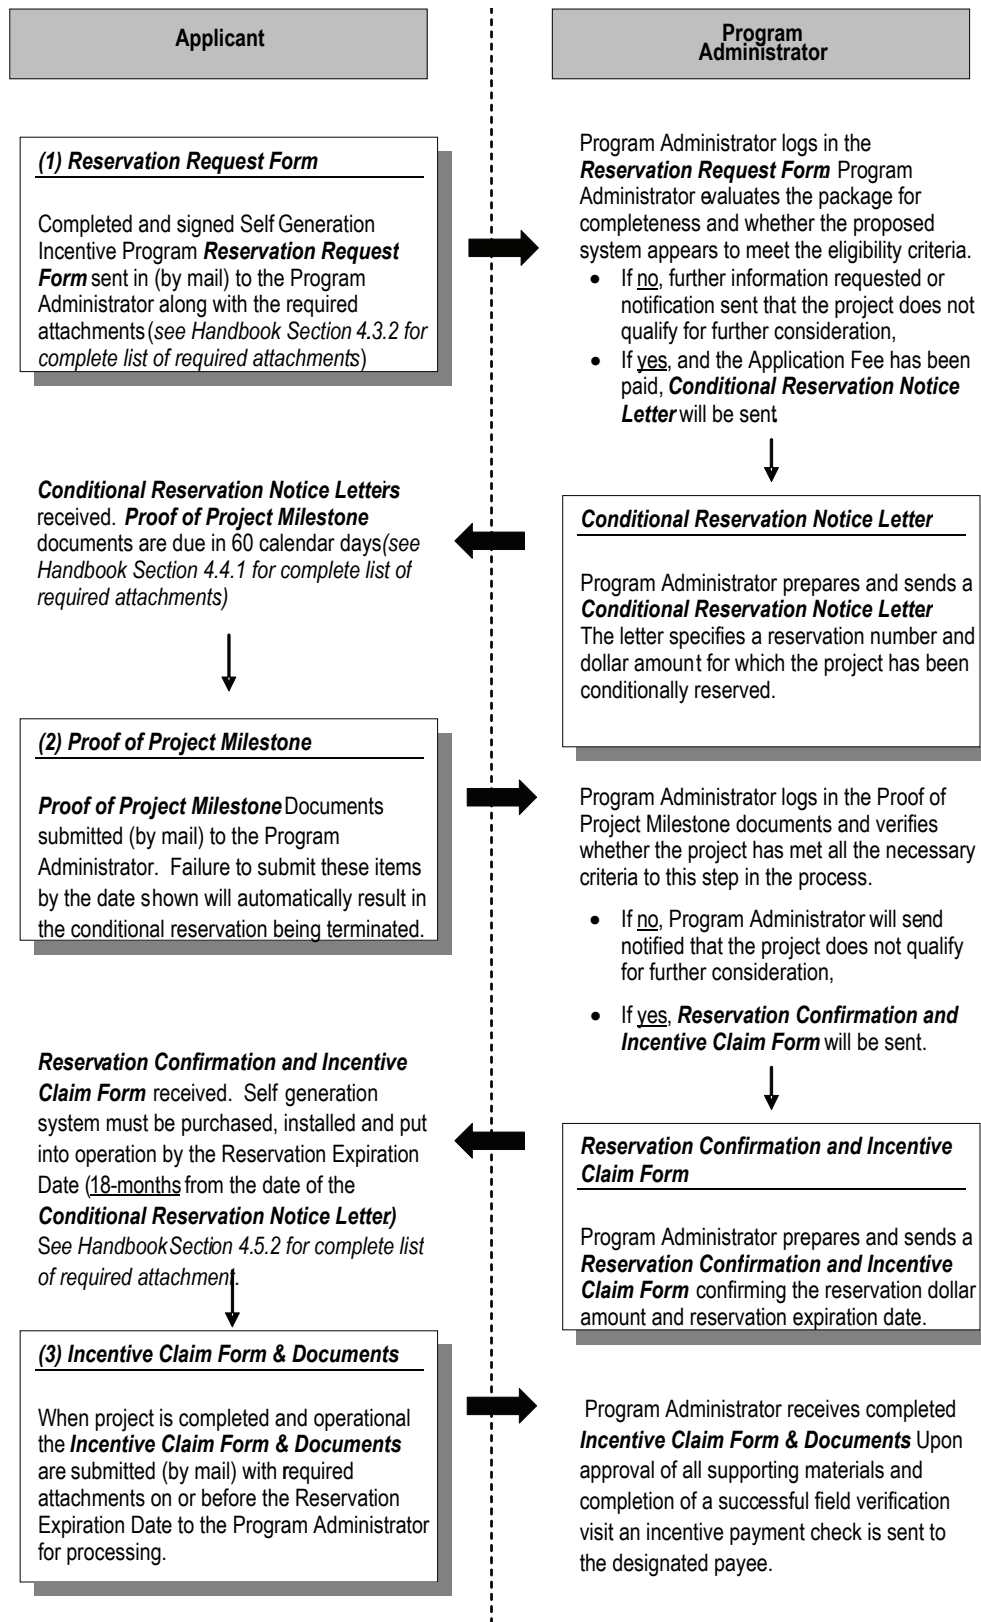 Applicant
Program
Administrator
(1) Reservation Request Form
Completed and signed Self Generation
Incentive Program Reservation Request
Form sent in (by mail) to the Program
Administrator along with the required
attachments (see Handbook Section 4.3.2 for
complete list of required attachments)
Program Administrator logs in the
Reservation Request Form. Program
Administrator evaluates the package for
completeness and whether the proposed
system appears to meet the eligibility criteria.
• If no, further information requested or
notification sent that the project does not
qualify for further consideration,
• If yes, and the Application Fee has been
paid, Conditional Reservation Notice
Letter will be sent.
Conditional Reservation Notice Letter is
received. Proof of Project Milestone
documents are due in 60 calendar days (see
Handbook Section 4.4.1 for complete list of
required attachments)
Conditional Reservation Notice Letter
Program Administrator prepares and sends a
Conditional Reservation Notice Letter
The letter specifies a reservation number and
dollar amount for which the project has been
conditionally reserved.
(2) Proof of Project Milestone
Proof of Project Milestone Documents
submitted (by mail) to the Program
Administrator. Failure to submit these items
by the date shown will automatically result in
the conditional reservation being terminated.
Program Administrator logs in the Proof of
Project Milestone documents and verifies
whether the project has met all the necessary
criteria to this step in the process.
• If no, Program Administrator will send
notified that the project does not qualify
for further consideration,
• If yes, Reservation Confirmation and
Incentive Claim Form will be sent.
Reservation Confirmation and Incentive
Claim Form received. Self generation
system must be purchased, installed and put
into operation by the Reservation Expiration
Date (18-months from the date of the
Conditional Reservation Notice Letter.)
See Handbook Section 4.5.2 for complete list
of required attachment.
Reservation Confirmation and Incentive
Claim Form
Program Administrator prepares and sends a
Reservation Confirmation and Incentive
Claim Form confirming the reservation dollar
amount and reservation expiration date.
(3) Incentive Claim Form & Documents
When project is completed and operational
the Incentive Claim Form & Documents
are submitted (by mail) with required
attachments on or before the Reservation
Expiration Date to the Program Administrator
for processing.
Program Administrator receives completed
Incentive Claim Form & Documents Upon
approval of all supporting materials and
completion of a successful field verification
visit an incentive payment check is sent to
the designated payee.